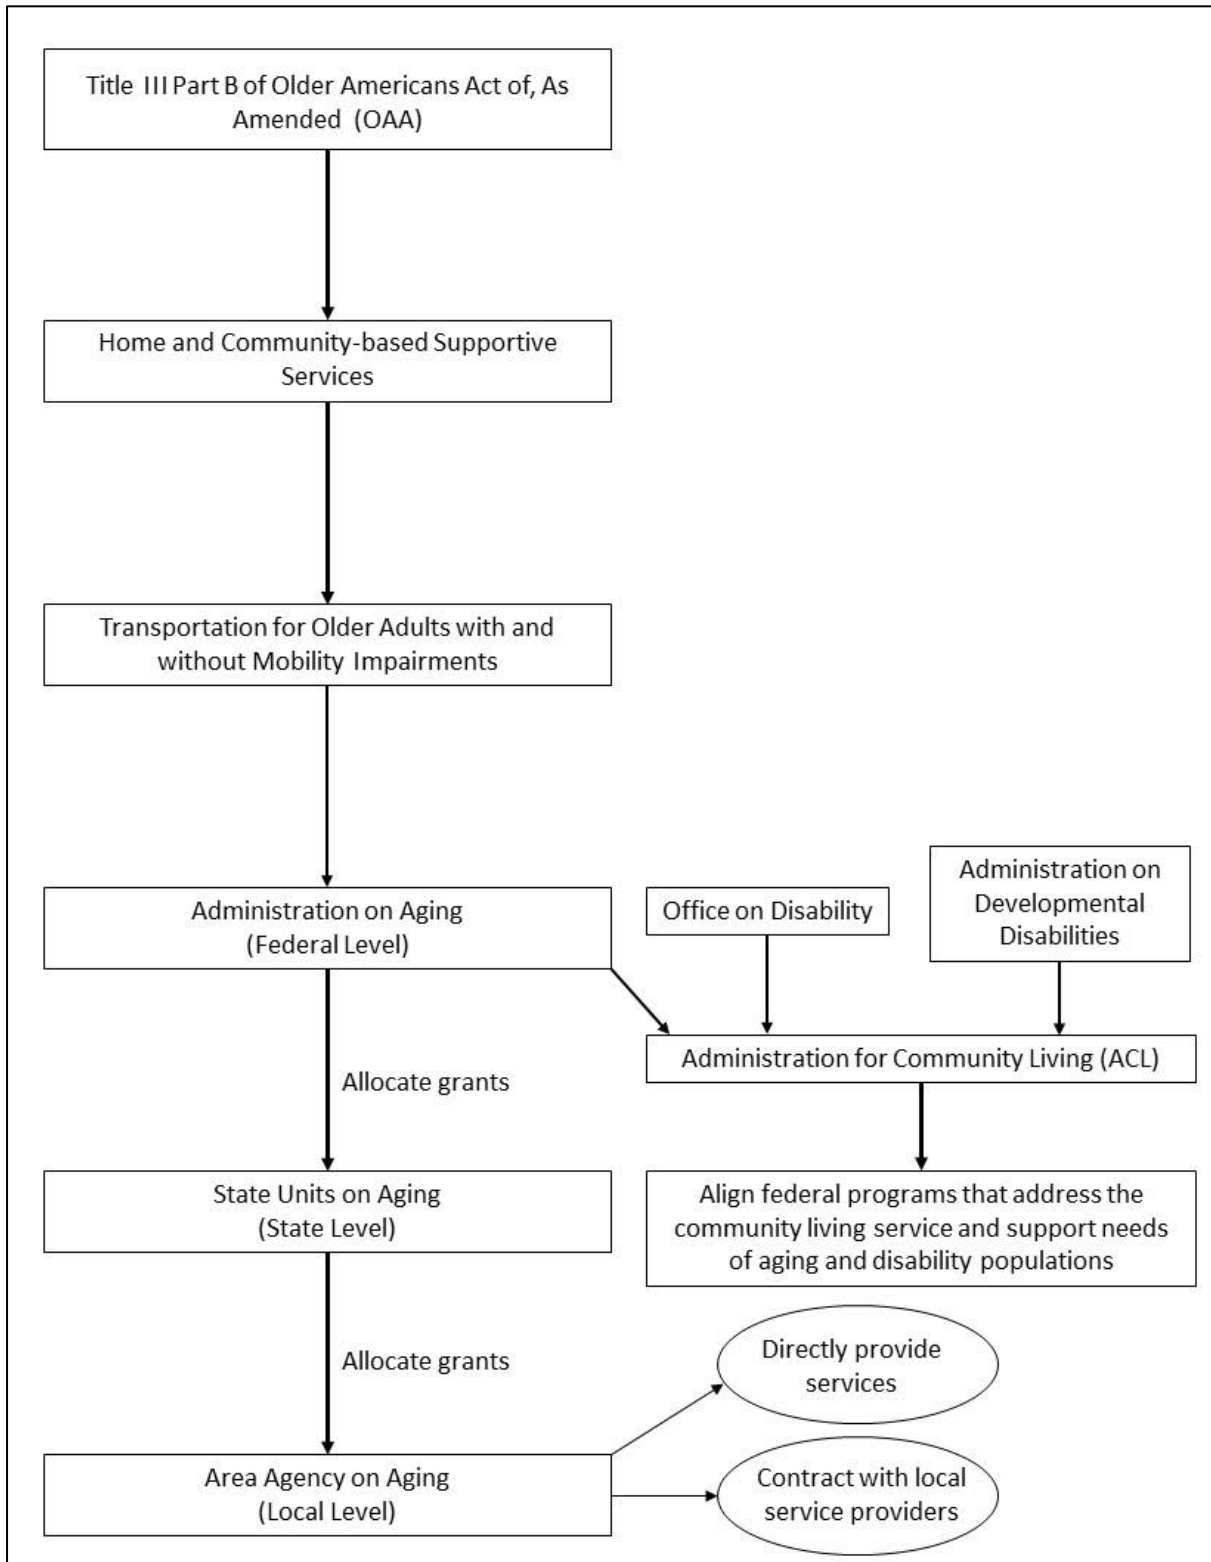 Title III Part B of Older Americans Act of, As
Amended (OAA)
Home and Community-based Supportive
Services
Transportation for Older Adults with and
without Mobility Impairments
Administration on Aging
(Federal Level)
Office on Disability
Administration on
Developmental
Disabilities
Administration for Community Living (ACL)
Allocate grants
State Units on Aging
(State Level)
Align federal programs that address the
community living service and support needs
of aging and disability populations
Allocate grants
Directly provide
services
Area Agency on Aging
(Local Level)
Contract with local
service providers